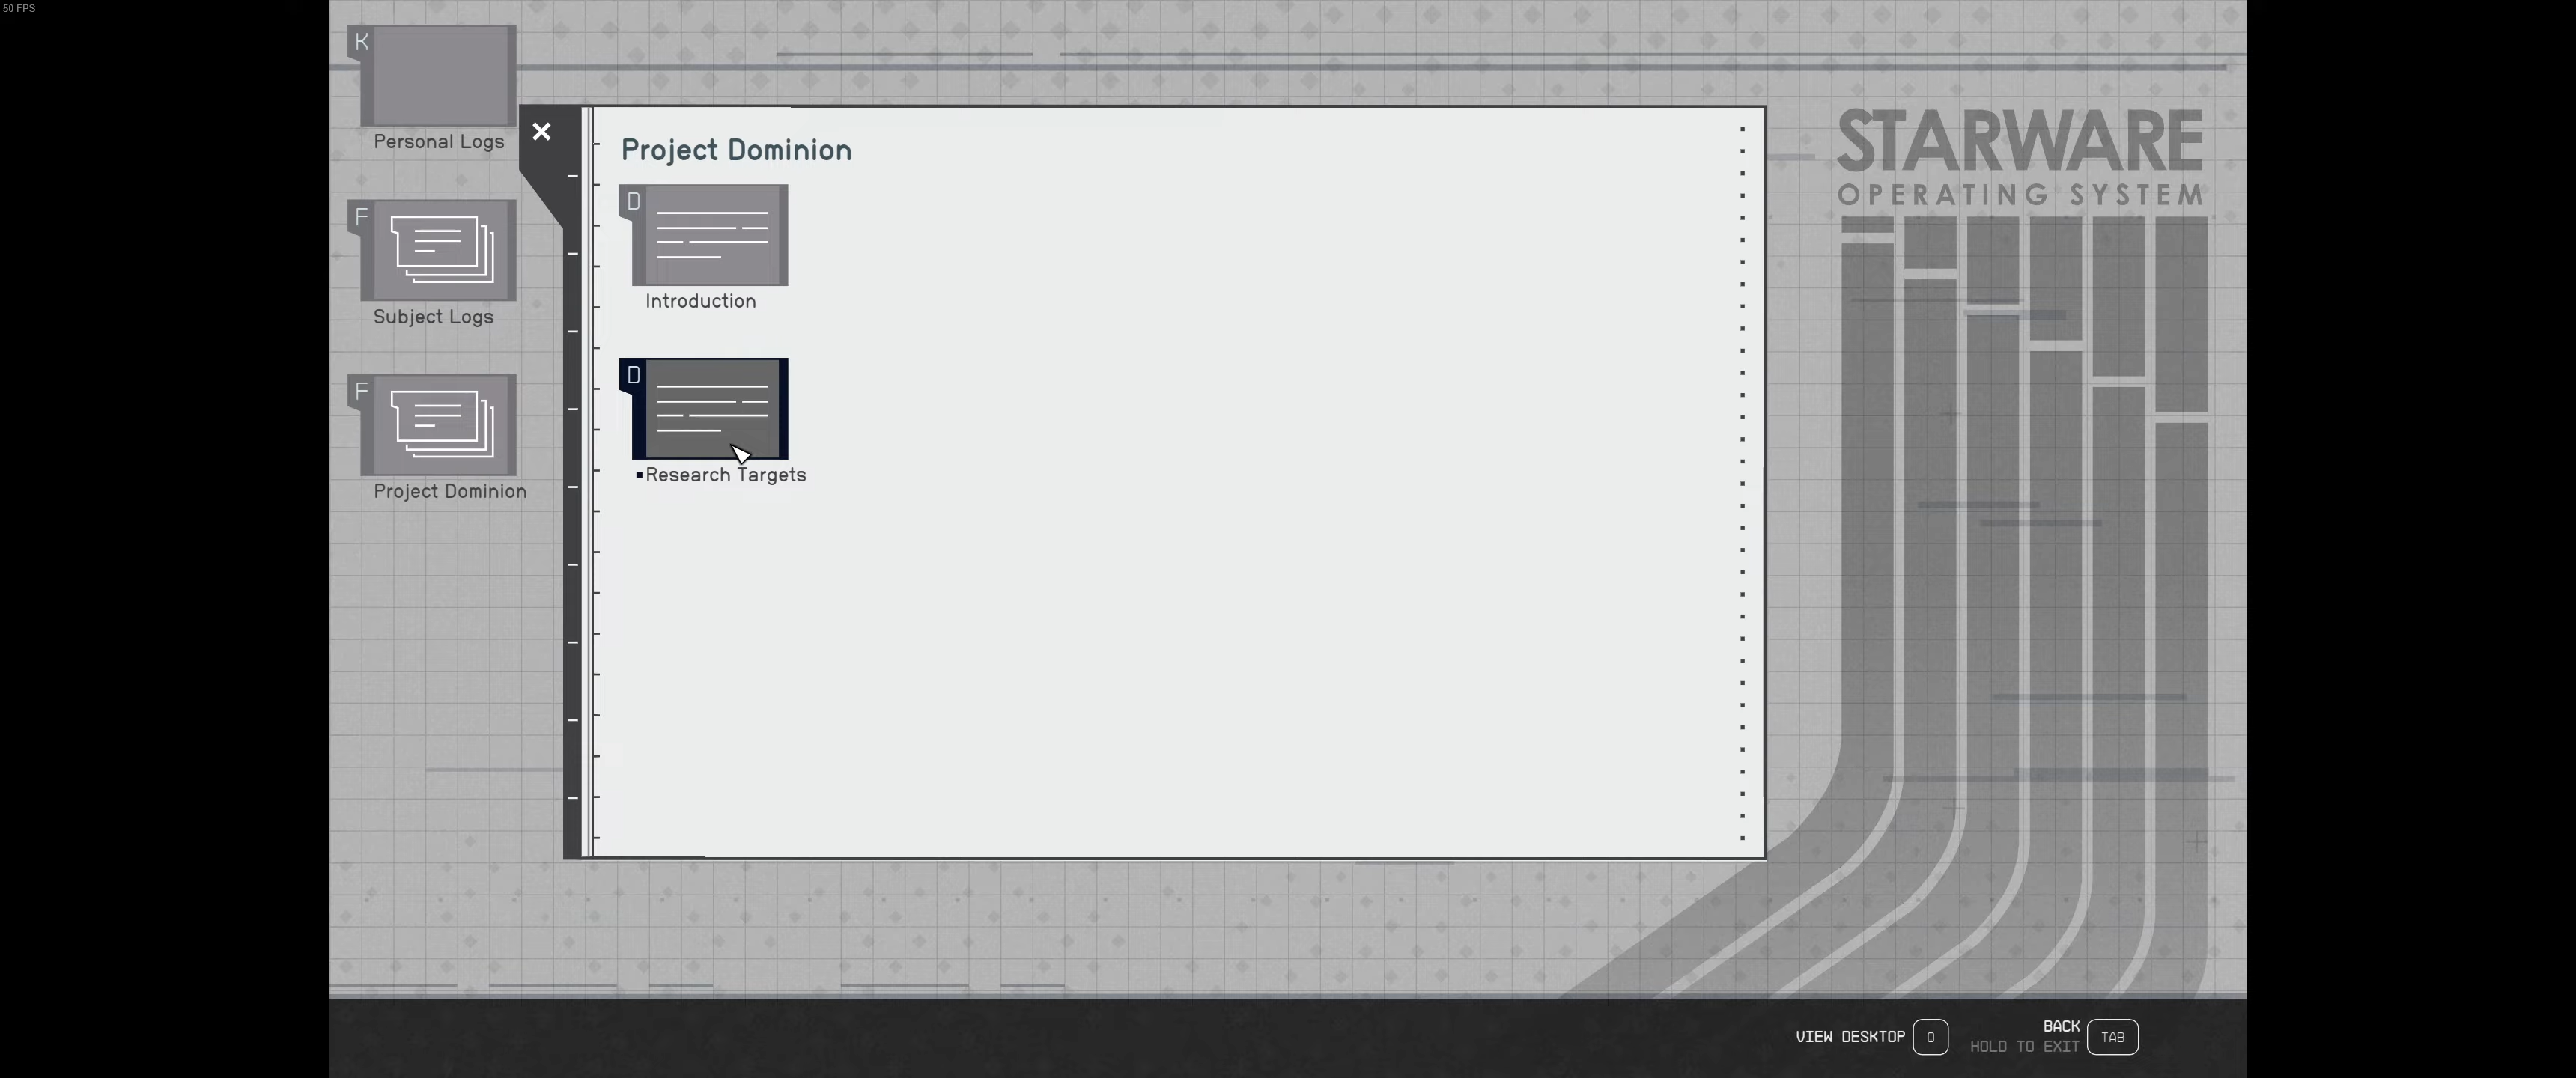 50 FPS
K
Personal Logs
F
Subject Logs
F
Project Dominion
Project Dominion
D
Introduction
D
Research Targets
STARWARE
OPERATING SYSTEM
VIEW DESKTOP Q
BACK
HOLD TO EXIT TAB